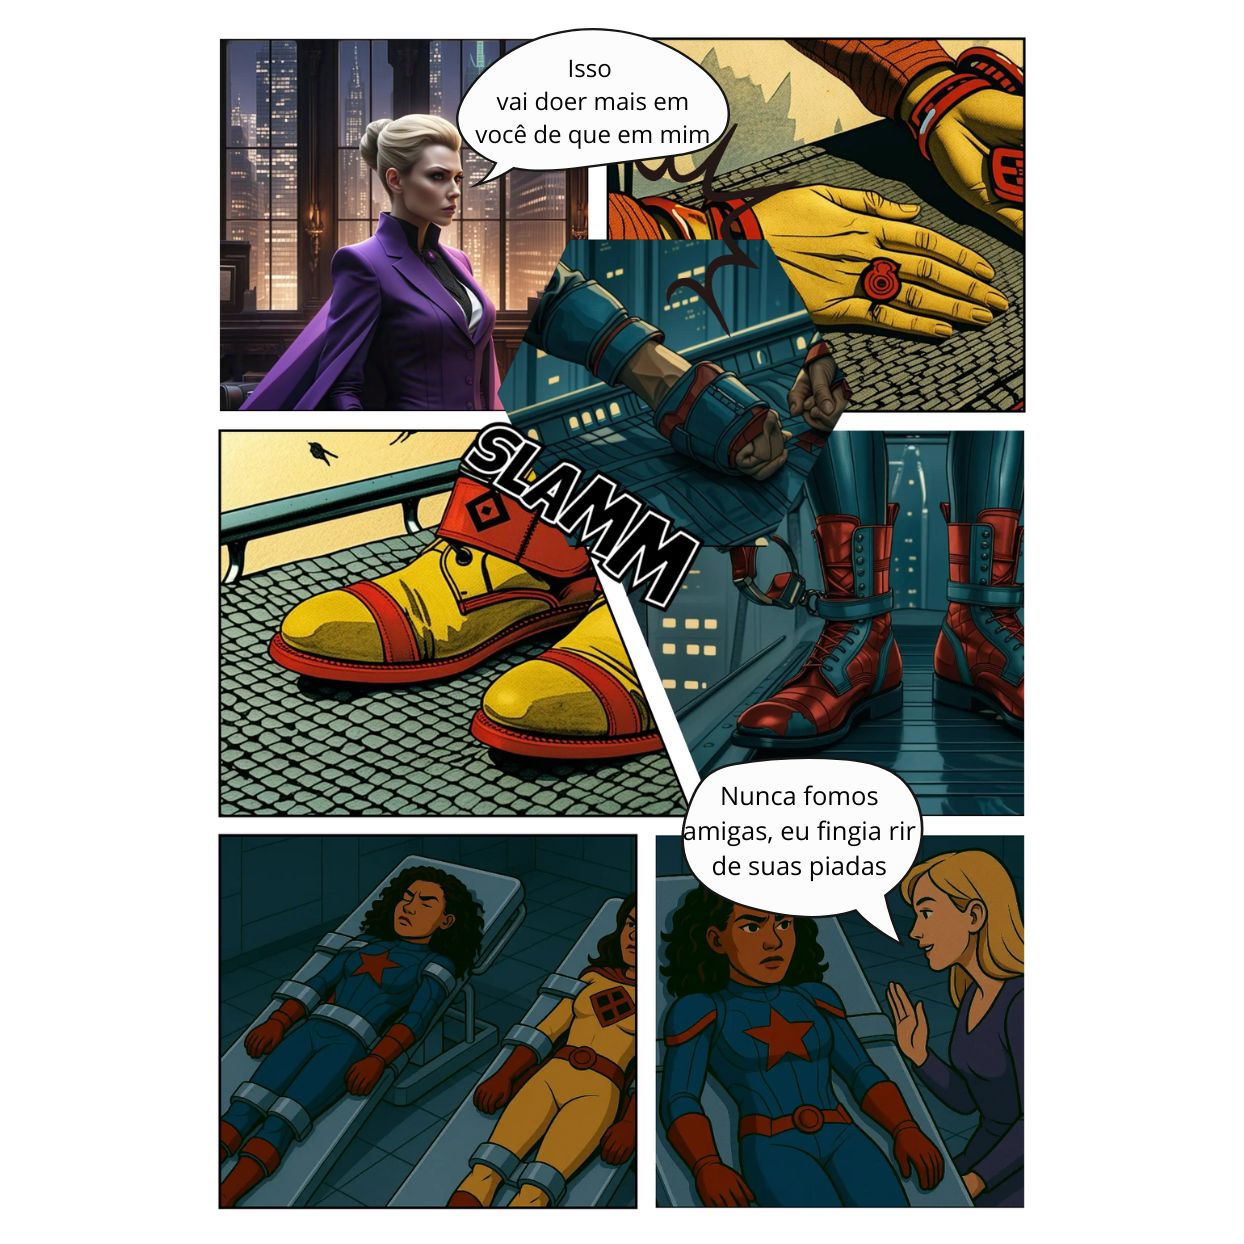 Isso
vai doer mais em
você de que em mim
SLAMM
Nunca fomos
amigas, eu fingia rir
de suas piadas